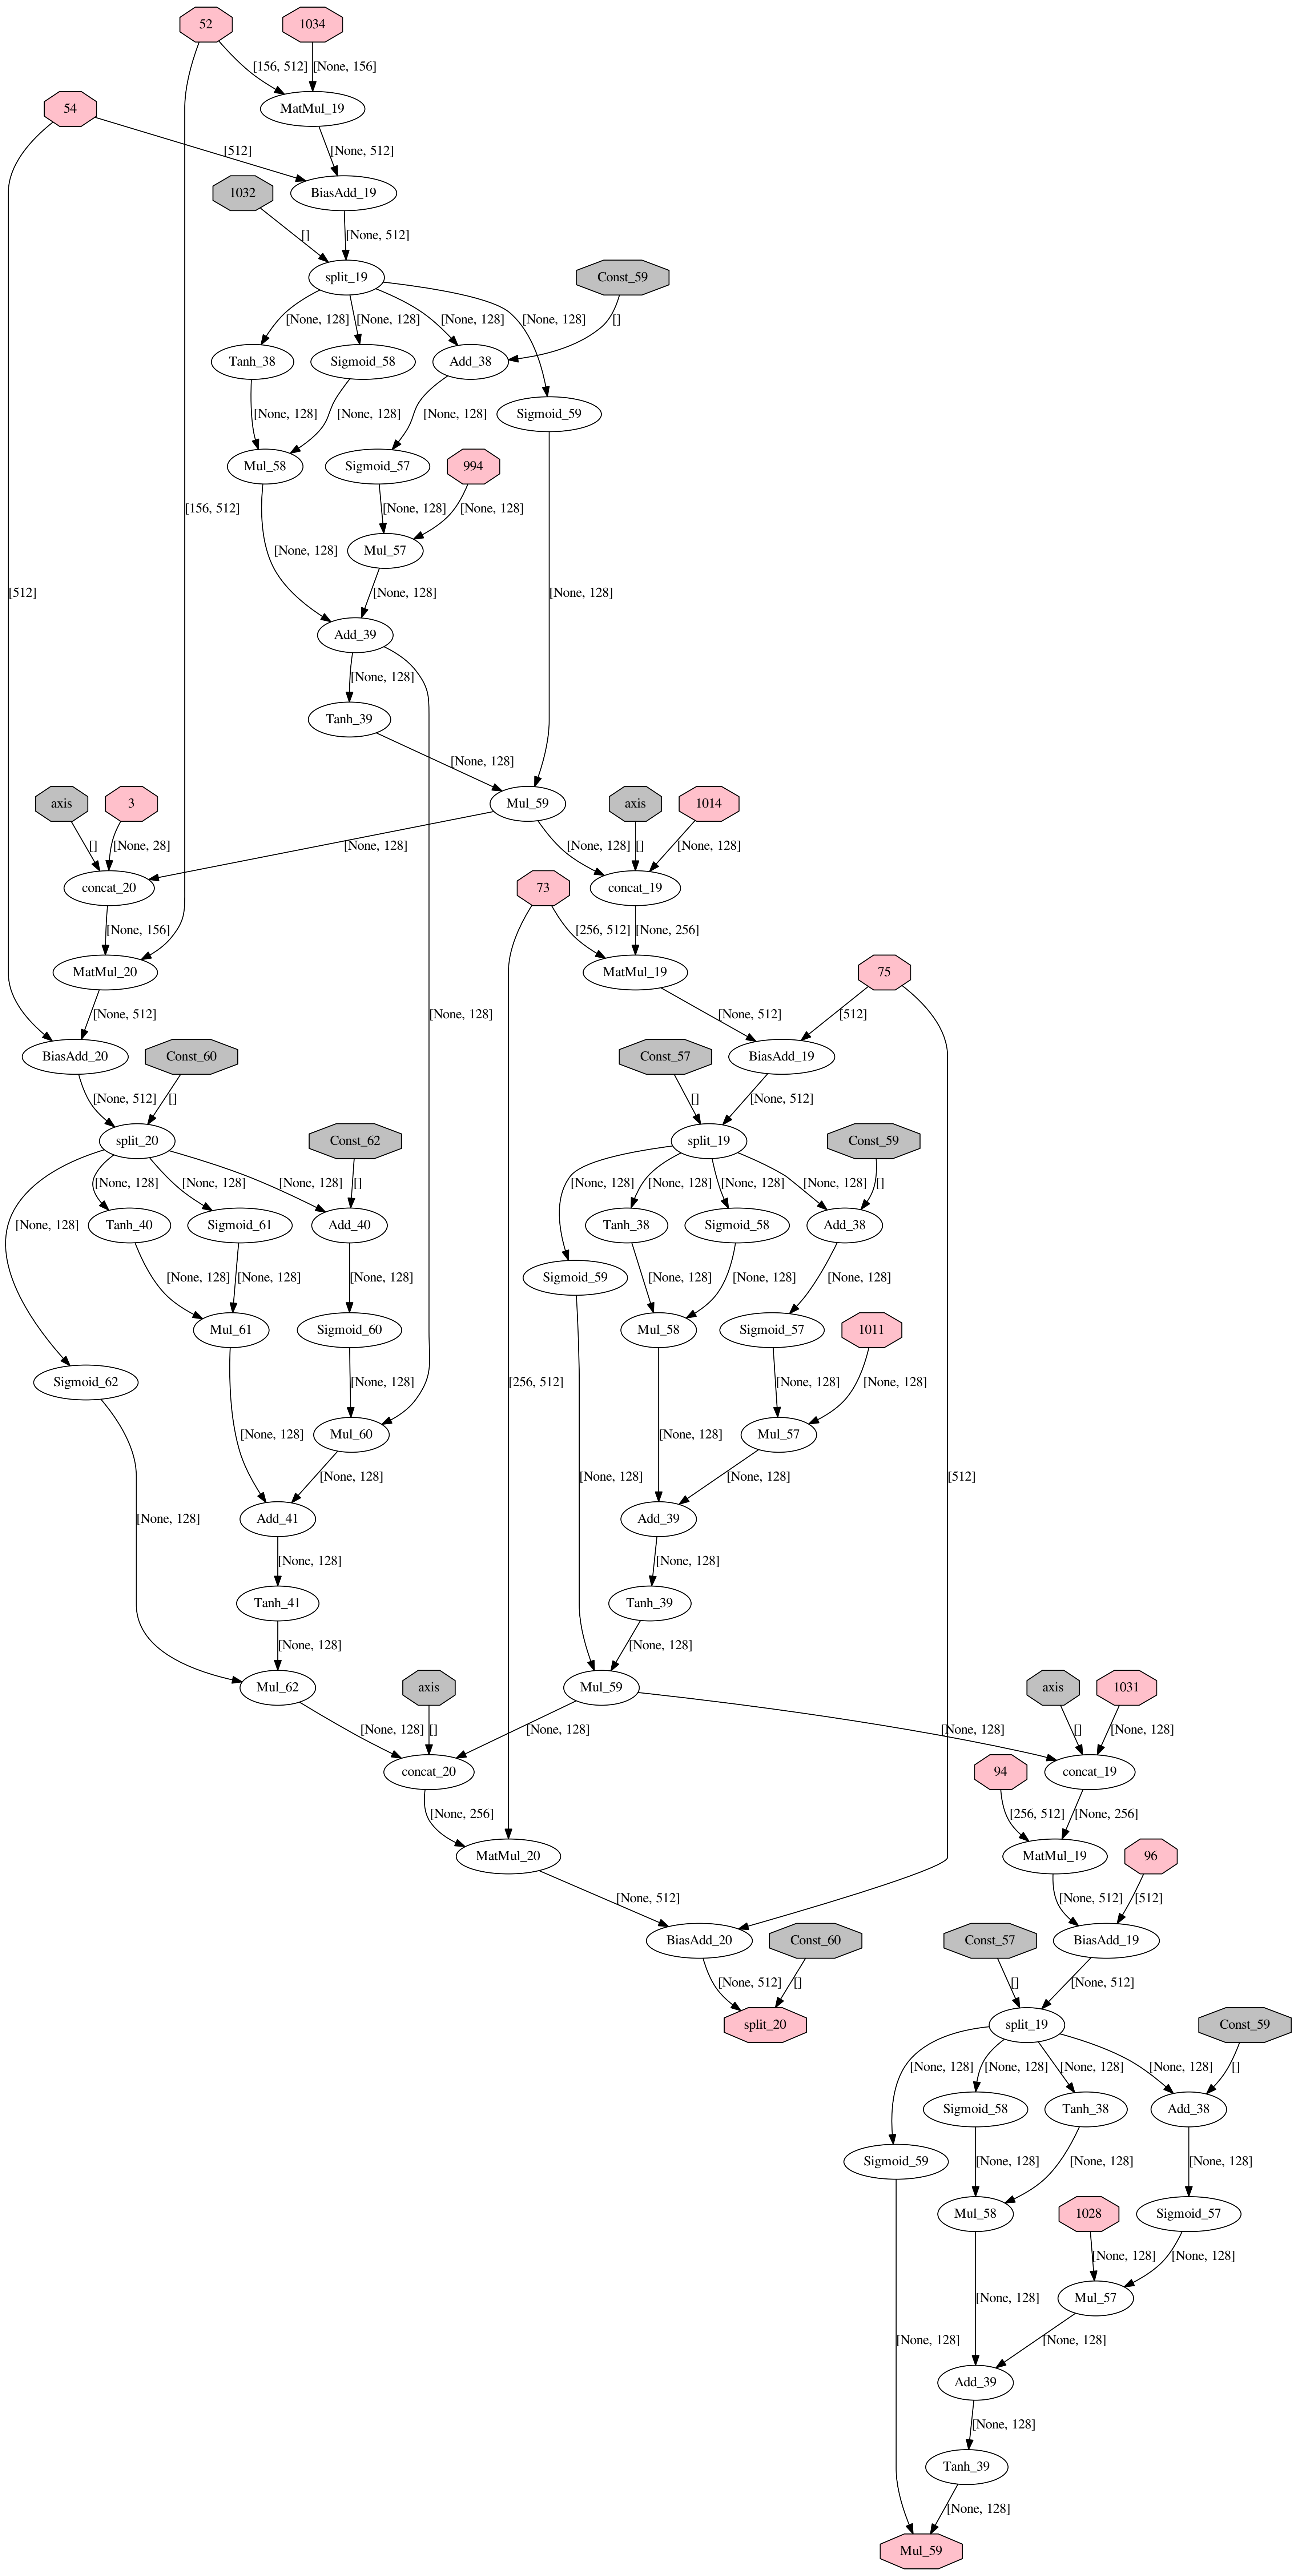 52 1034
[156, 512] [None, 156]
54 MatMul_19
[512] [None, 512]
1032 BiasAdd_19
[] [None, 512]
split_19 Const_59
[None, 128] [None, 128] [None, 128] [None, 128] []
Tanh_38 Sigmoid_58 Add_38
[None, 128] [None, 128] [None, 128] Sigmoid_59
Mul_58 Sigmoid_57 994
[156, 512] [None, 128] [None, 128]
[None, 128] Mul_57
[512] [None, 128] [None, 128]
Add_39
[None, 128]
Tanh_39
[None, 128]
axis 3 Mul_59 axis 1014
[] [None, 28] [None, 128] [None, 128] [] [None, 128]
concat_20 73 concat_19
[None, 156] [256, 512] [None, 256]
MatMul_20 MatMul_19 75
[None, 512] [None, 128] [None, 512] [512]
BiasAdd_20 Const_60 Const_57 BiasAdd_19
[None, 512] [] [] [None, 512]
split_20 Const_62 split_19 Const_59
[None, 128] [None, 128] [None, 128] [] [None, 128] [None, 128] [None, 128] [None, 128] []
[None, 128] Tanh_40 Sigmoid_61 Add_40 Tanh_38 Sigmoid_58 Add_38
[None, 128] [None, 128] [None, 128] Sigmoid_59 [None, 128] [None, 128] [None, 128]
Mul_61 Sigmoid_60 Mul_58 Sigmoid_57 1011
Sigmoid_62 [None, 128] [256, 512] [None, 128] [None, 128]
[None, 128] Mul_60 [None, 128] Mul_57
[None, 128] [None, 128] [None, 128] [512]
[None, 128] Add_41 Add_39
[None, 128] [None, 128]
Tanh_41 Tanh_39
[None, 128] [None, 128]
Mul_62 axis Mul_59 axis 1031
[None, 128] [] [None, 128] [None, 128] [] [None, 128]
concat_20 94 concat_19
[None, 256] [256, 512] [None, 256]
MatMul_20 MatMul_19 96
[None, 512] [None, 512] [512]
BiasAdd_20 Const_60 Const_57 BiasAdd_19
[None, 512] [] [] [None, 512]
split_20 split_19 Const_59
[None, 128] [None, 128] [None, 128] [None, 128] []
Sigmoid_58 Tanh_38 Add_38
Sigmoid_59 [None, 128] [None, 128] [None, 128]
Mul_58 1028 Sigmoid_57
[None, 128] [None, 128]
[None, 128] Mul_57
[None, 128] [None, 128]
Add_39
[None, 128]
Tanh_39
[None, 128]
Mul_59